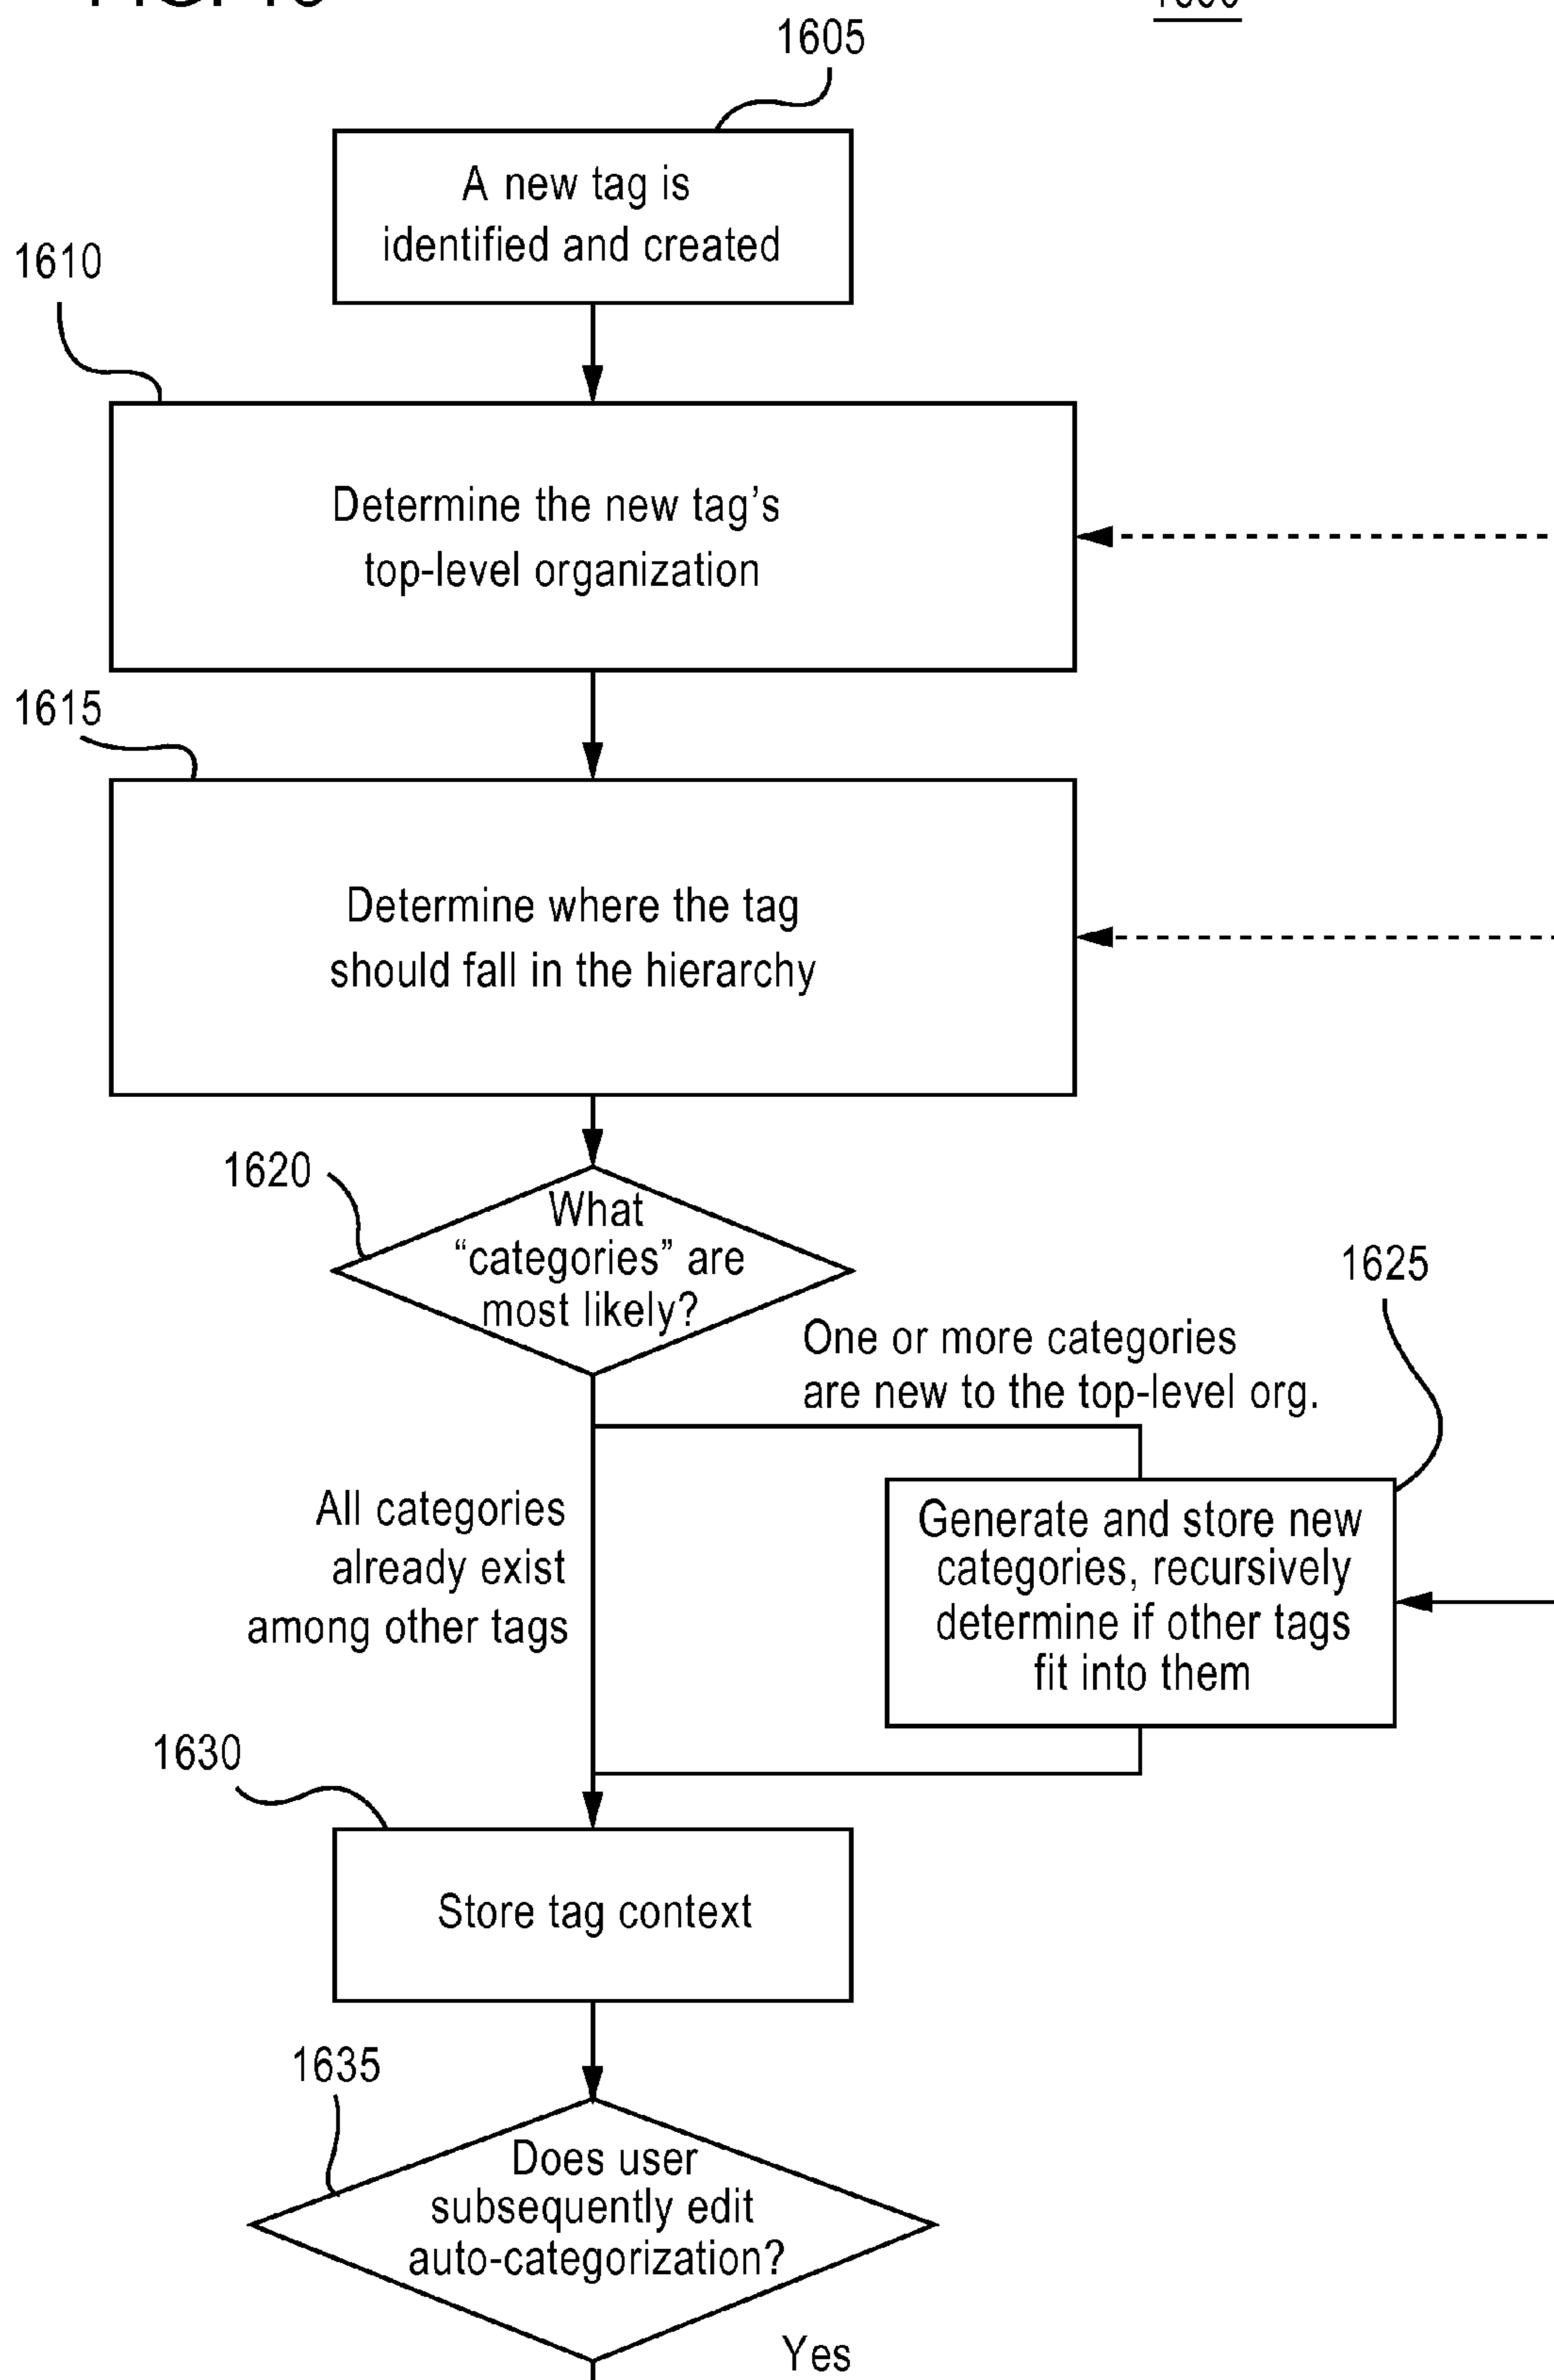 1605
A new tag is
identified and created
1610
Determine the new tag's
top-level organization
1615
Determine where the tag
should fall in the hierarchy
1620
What
“categories” are
most likely?
1625
One or more categories
are new to the top-level org.
All categories
already exist
among other tags
Generate and store new
categories, recursively
determine if other tags
fit into them
1630
Store tag context
1635
Does user
subsequently edit
auto-categorization?
Yes